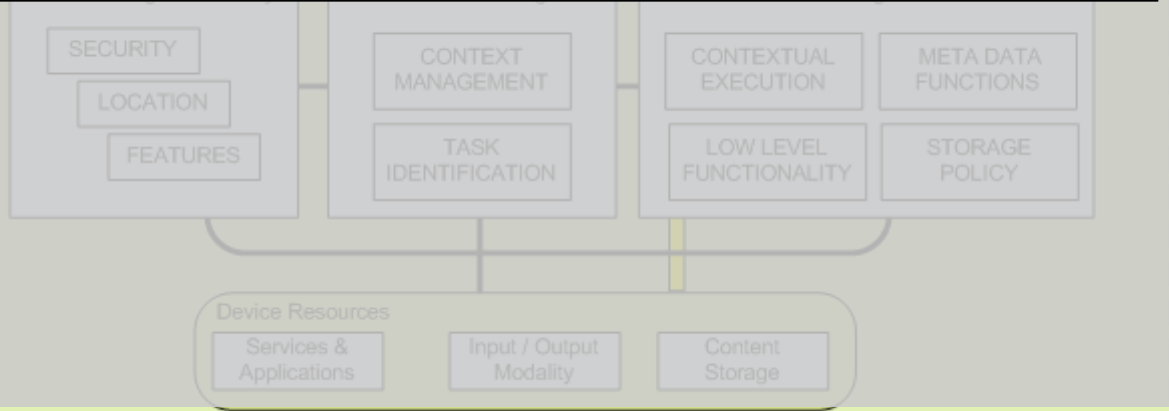 SECURITY
LOCATION
FEATURES
CONTEXT
MANAGEMENT
TASK
IDENTIFICATION
CONTEXTUAL
EXECUTION
META DATA
FUNCTIONS
LOW LEVEL
FUNCTIONALITY
STORAGE
POLICY
Device Resources
Services &
Applications
Input / Output
Modality
Content
Storage